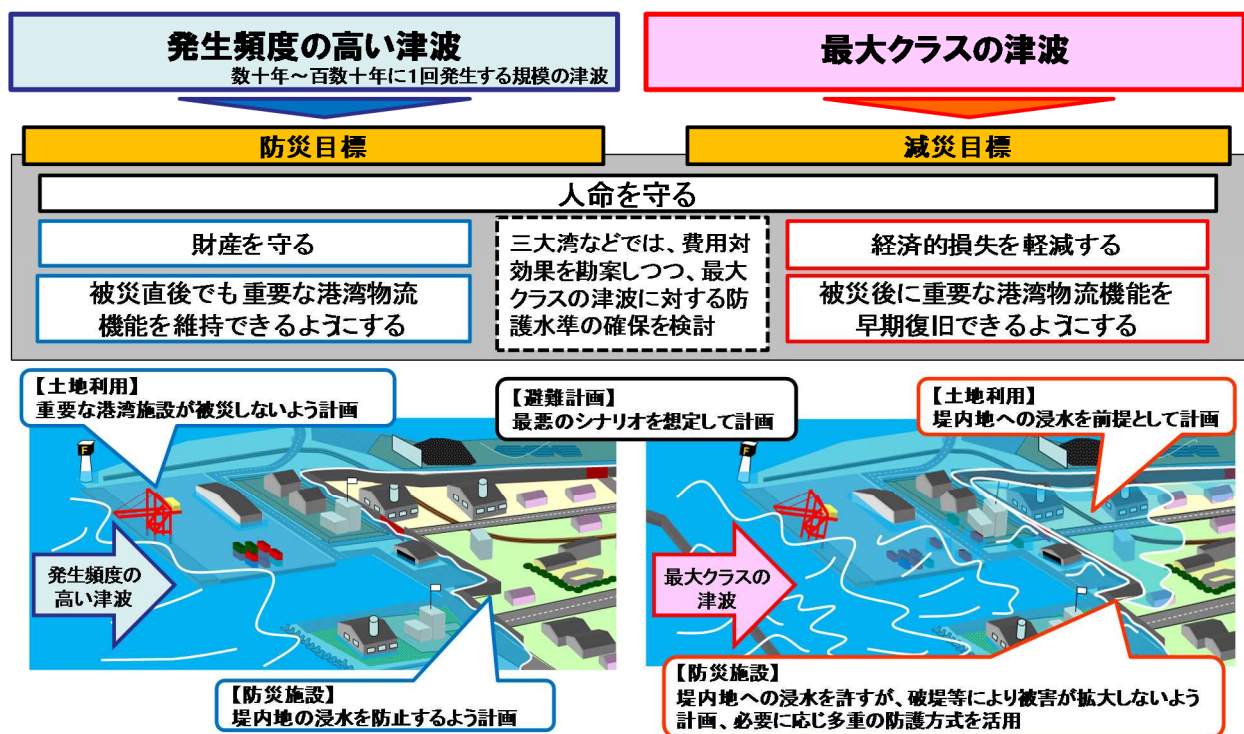 発生頻度の高い津波
数十年～百数十年に1回発生する規模の津波
最大クラスの津波
防災目標
減災目標
人命を守る
財産を守る
被災直後でも重要な港湾物流
機能を維持できるようにする
三大湾などでは、費用対
効果を勘案しつつ、最大
クラスの津波に対する防
護水準の確保を検討
経済的損失を軽減する
被災後に重要な港湾物流機能を
早期復旧できるようにする
【土地利用】
重要な港湾施設が被災しないよう計画
【避難計画】
最悪のシナリオを想定して計画
【土地利用】
堤内地への浸水を前提として計画
F
F
発生頻度の
高い津波
最大クラスの
津波
【防災施設】
堤内地の浸水を防止するよう計画
【防災施設】
堤内地への浸水を許すが、破堤等により被害が拡大しないよう
計画、必要に応じ多重の防護方式を活用